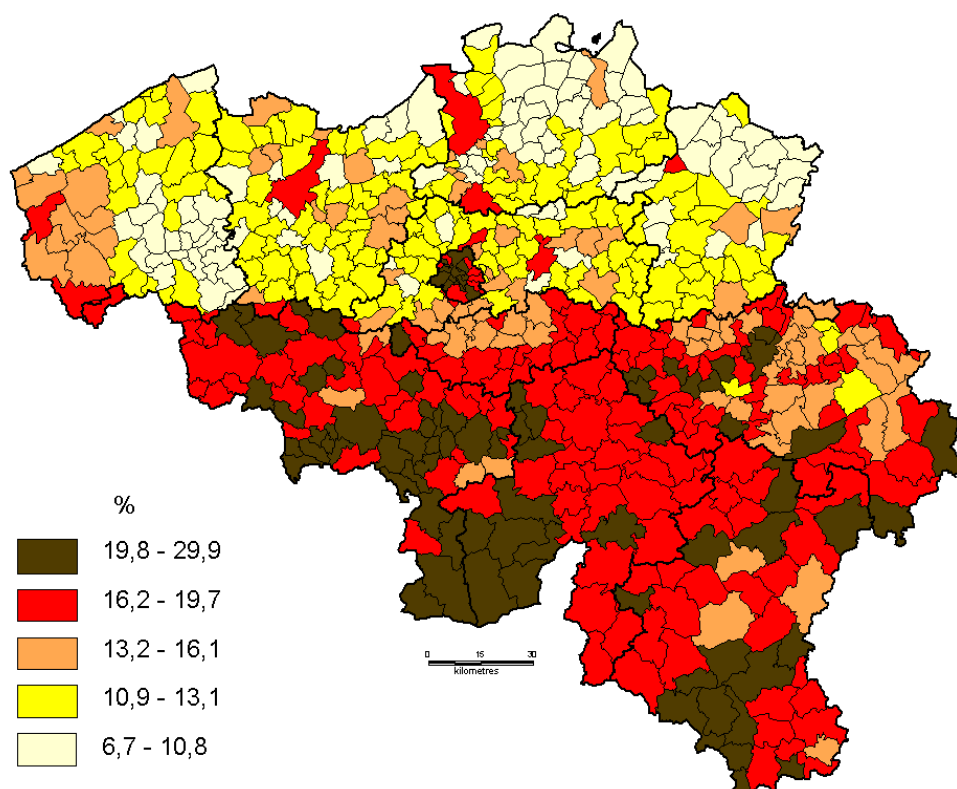 %
19,8 - 29,9
16,2 - 19,7
13,2 - 16,1
10,9 - 13,1
6,7 - 10,8
0 15 30
kilometres